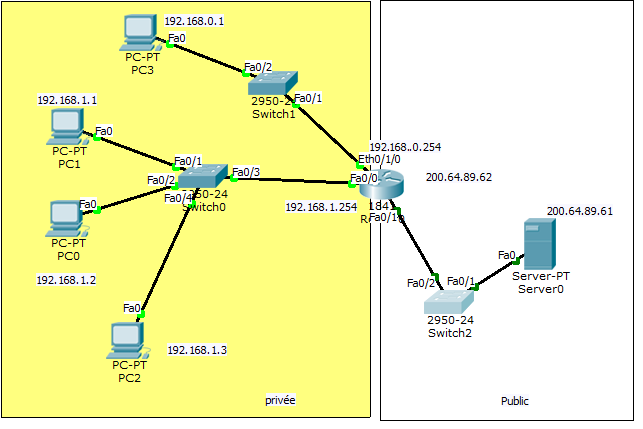 192.168.0.1
Fa0
PC-PT
PC3
Fa0/2
2950-2
Switch1
Fa0/1
192.168.1.1
Fa0
PC-PT
PC1
Fa0/1
Fa0/2
Fa0/4
Fa0/3
2950-24
Switch0
Fa0
PC-PT
PC0
192.168.1.2
Fa0
PC-PT
PC2
192.168.1.3
192.168..0.254
Eth0/1/0
Fa0/0
192.168.1.254
1841
Fa0/1
200.64.89.62
200.64.89.61
Fa0
Server-PT
Server0
Fa0/2
Fa0/1
2950-24
Switch2
privée
Public